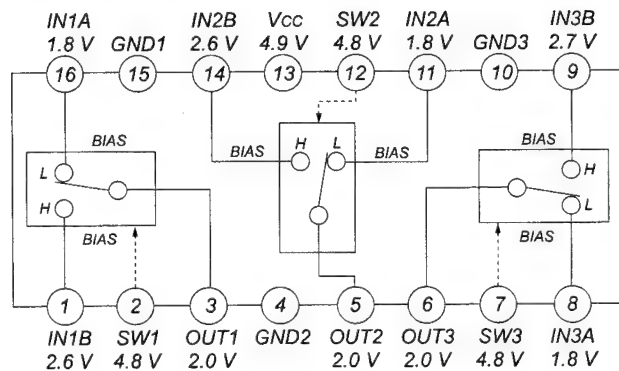 IN1A IN2B VCC SW2 IN2A IN3B
1.8 V GND1 2.6 V 4.9 V 4.8 V 1.8 V GND3 2.7 V
16 15 14 13 12 11 10 9
BIAS H L BIAS BIAS BIAS
L H
H L
BIAS BIAS
1 2 3 4 5 6 7 8
IN1B SW1 OUT1 GND2 OUT2 OUT3 SW3 IN3A
2.6 V 4.8 V 2.0 V 2.0 V 2.0 V 4.8 V 1.8 V